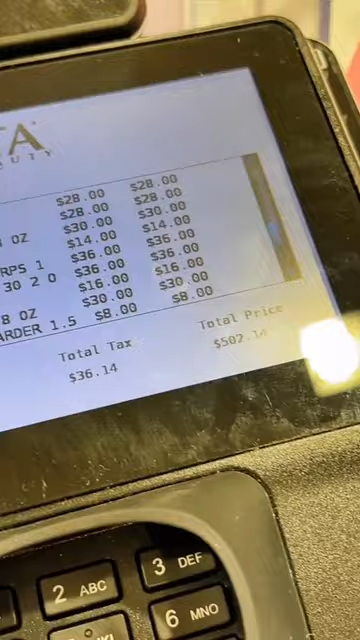 TA
$28.00 $28.00
$28.00 $28.00
OZ $30.00 $30.00
$14.00 $14.00
RPS 1 $36.00 $36.00
30 2 0 $36.00 $36.00
$16.00 $16.00
8 OZ $30.00 $30.00
ARDER 1.5 $8.00 $8.00
Total Tax Total Price
$36.14 $502.14
2 ABC 3 DEF
6 MNO